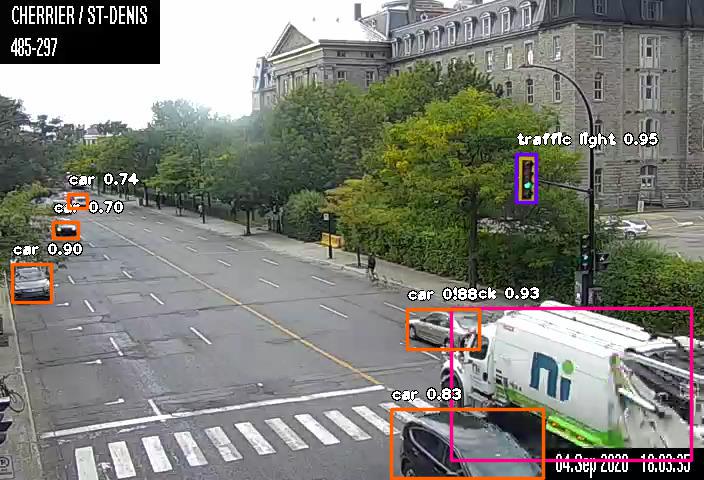 CHERRIER / ST-DENIS
485-297
traffic light 0.95
car 0.74
car 0.70
car 0.90
car 0.88
ck 0.93
car 0.83
ni
04.Sep 2020 18:03:35